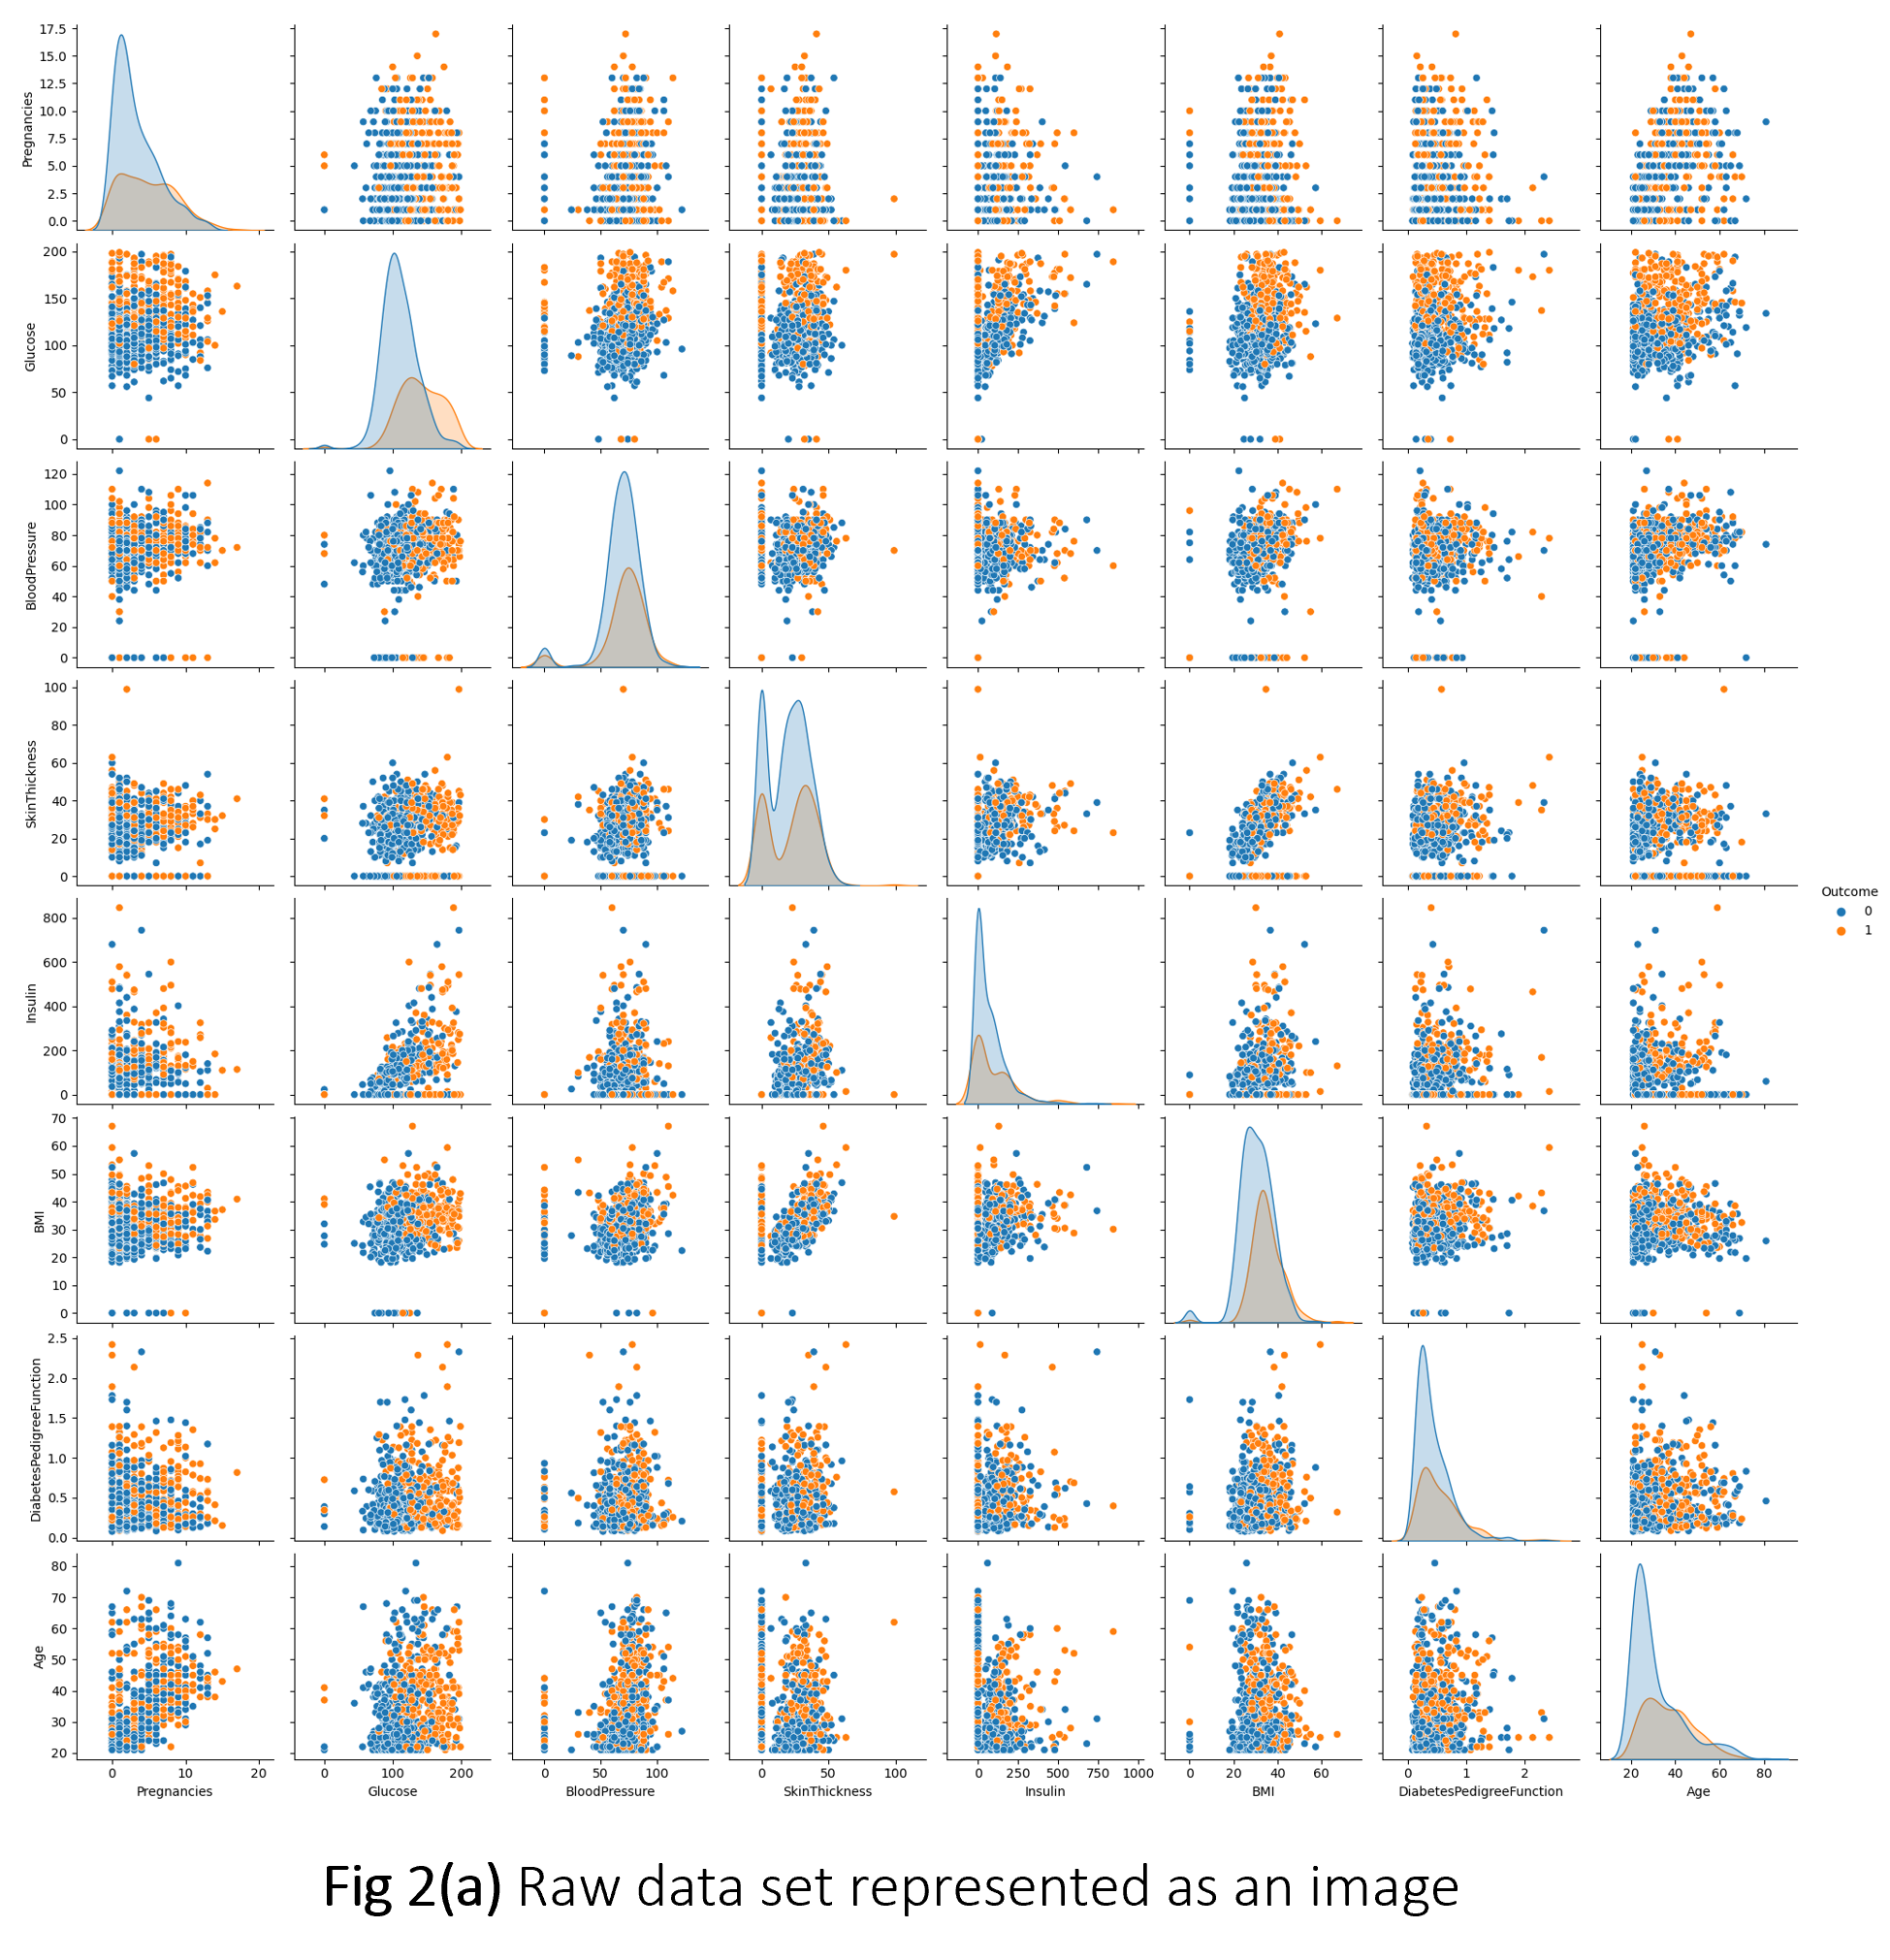 17.5
15.0
12.5
10.0
7.5
5.0
2.5
0.0
Pregnancies
200
150
100
50
0
Glucose
120
100
80
60
40
20
0
BloodPressure
100
80
60
40
20
0
SkinThickness
800
600
400
200
0
Insulin
70
60
50
40
30
20
10
0
BMI
2.5
2.0
1.5
1.0
0.5
0.0
DiabetesPedigreeFunction
80
70
60
50
40
30
20
Age
0 10 20
Pregnancies
0 100 200
Glucose
0 50 100
BloodPressure
0 50 100
SkinThickness
0 250 500 750 1000
Insulin
0 20 40 60
BMI
0 1 2
DiabetesPedigreeFunction
20 40 60 80
Age
Outcome
0
1
Fig 2(a) Raw data set represented as an image